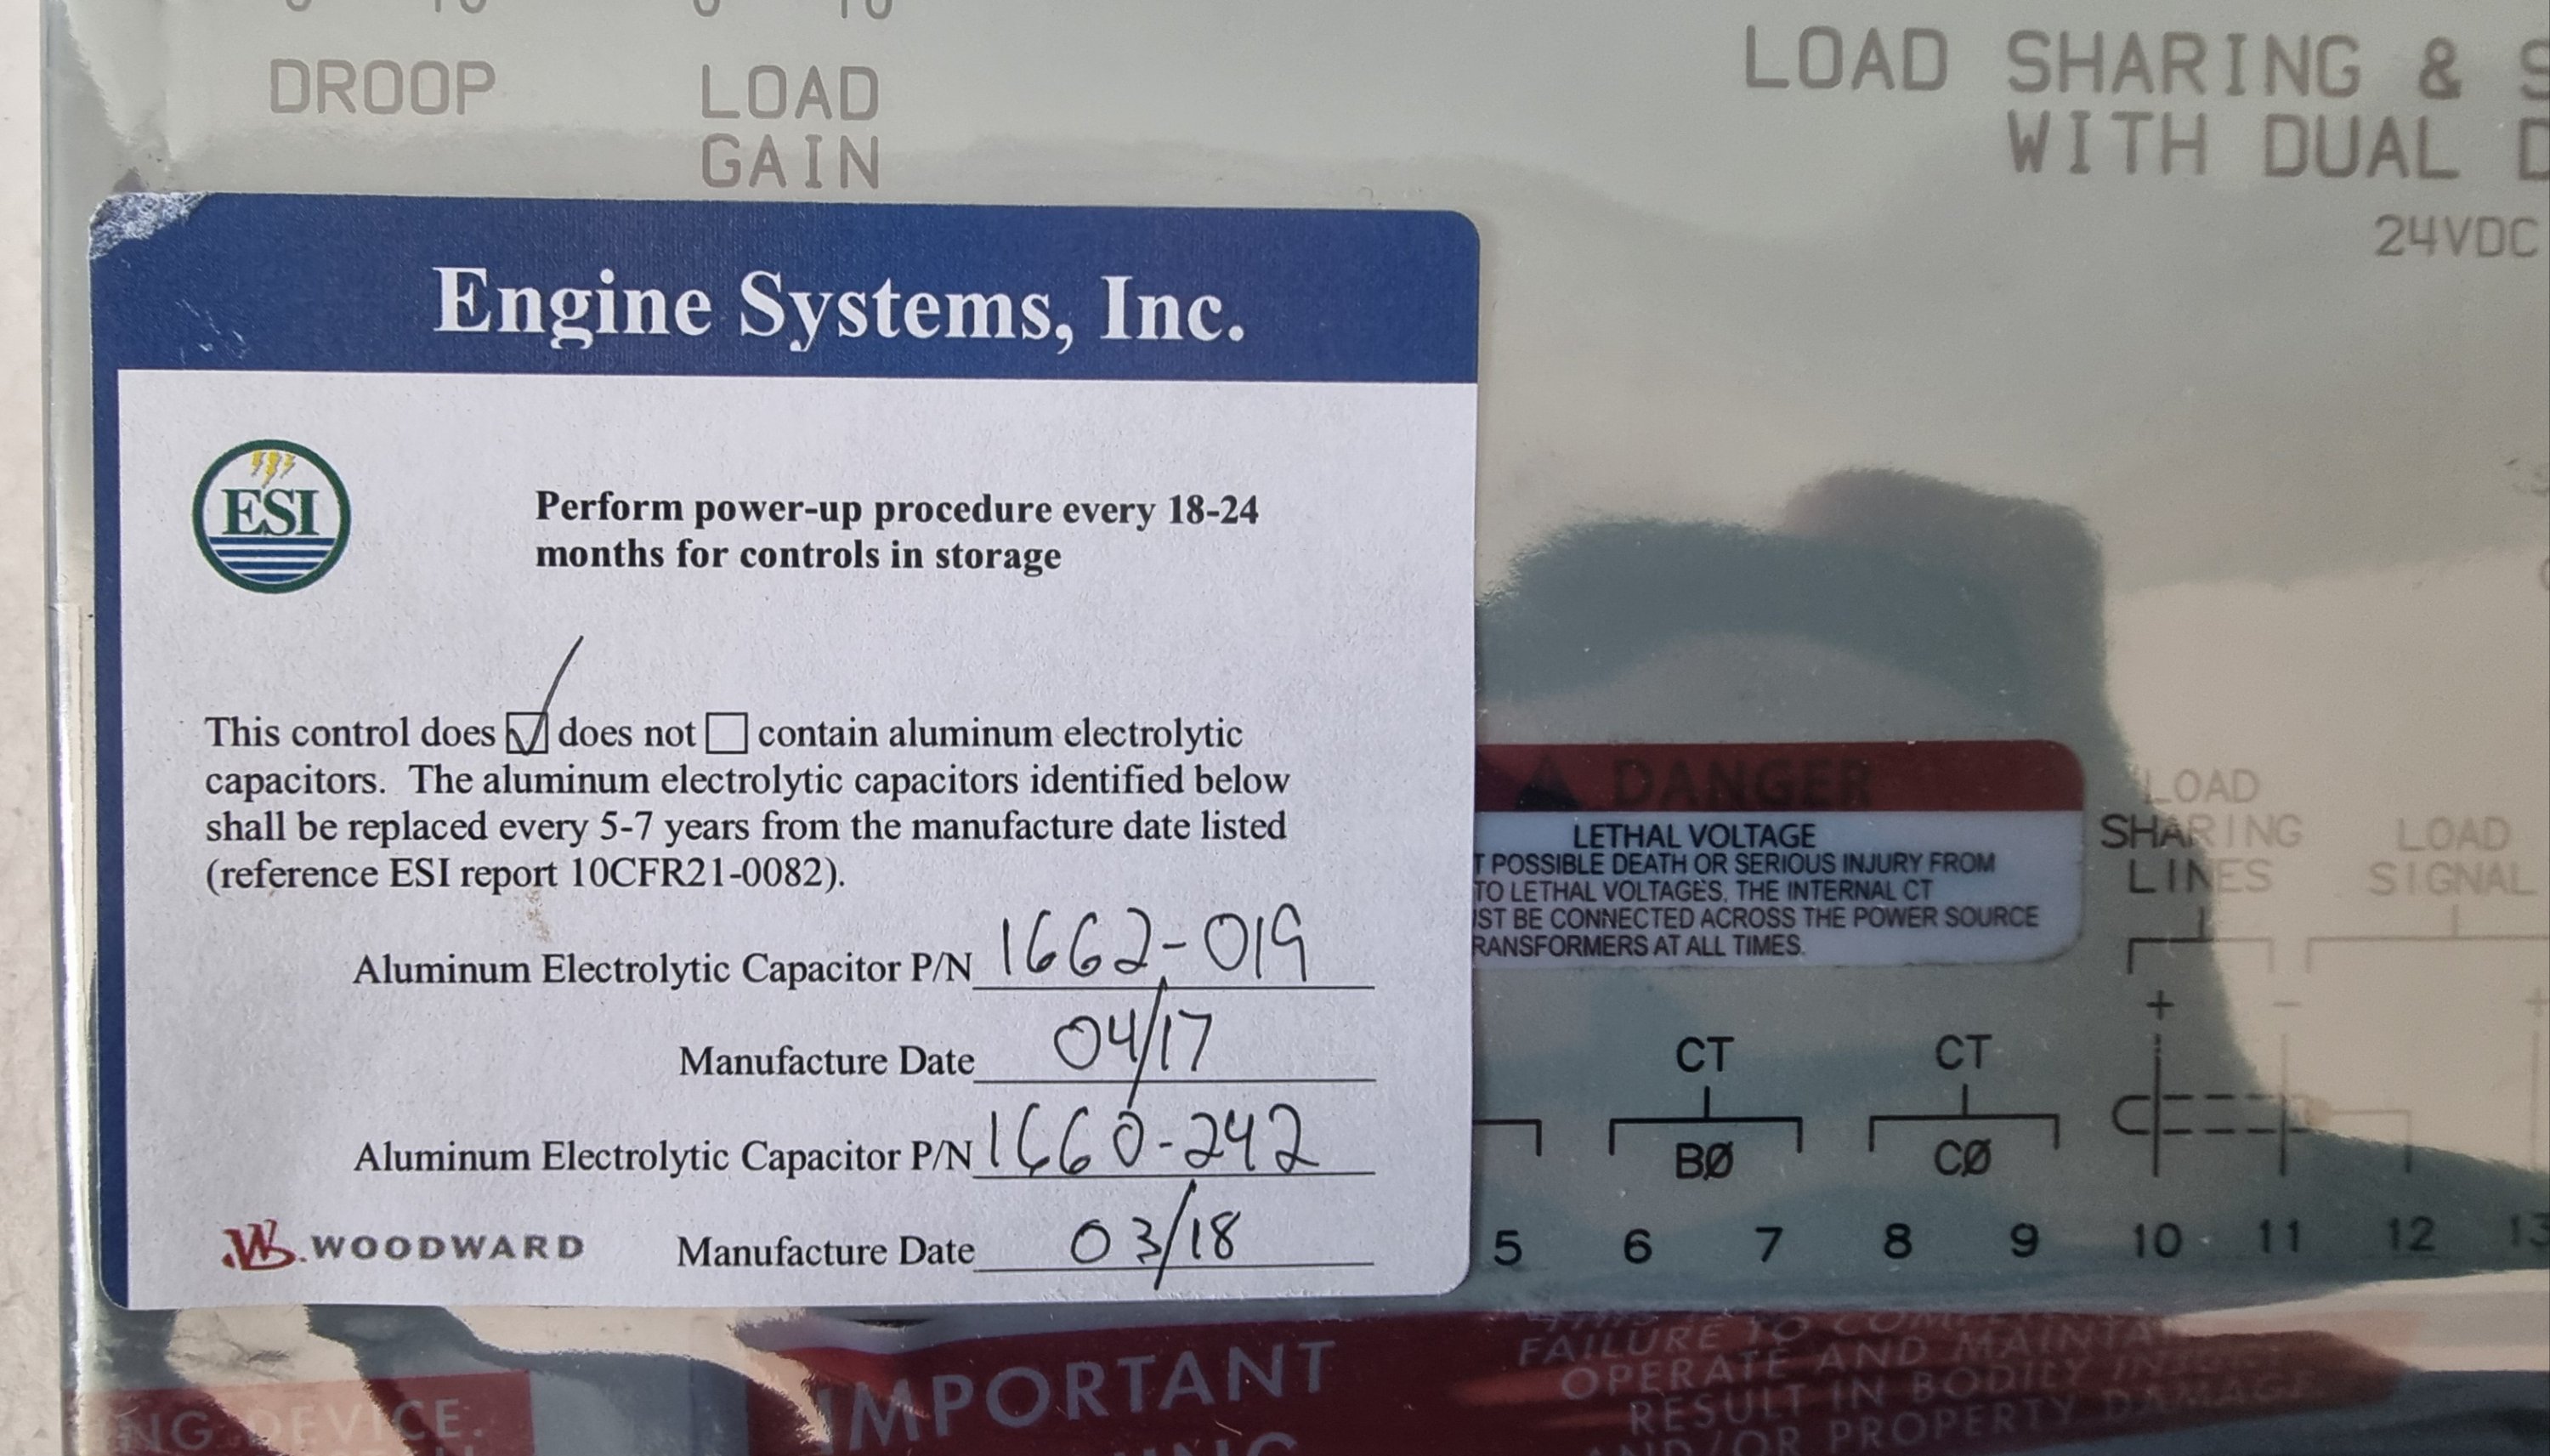 DROOP
LOAD
GAIN
LOAD SHARING &
WITH DUAL
24VDC
Engine Systems, Inc.
ESI
Perform power-up procedure every 18-24
months for controls in storage
This control does ☑ does not ☐ contain aluminum electrolytic
capacitors. The aluminum electrolytic capacitors identified below
shall be replaced every 5-7 years from the manufacture date listed
(reference ESI report 10CFR21-0082).
Aluminum Electrolytic Capacitor P/N 1662-019
Manufacture Date 04/17
Aluminum Electrolytic Capacitor P/N 1660-242
Manufacture Date 03/18
WOODWARD
DANGER
LETHAL VOLTAGE
POSSIBLE DEATH OR SERIOUS INJURY FROM
TO LETHAL VOLTAGES, THE INTERNAL CT
BE CONNECTED ACROSS THE POWER SOURCE
AT ALL TIMES.
LOAD
SHARING
LINES
LOAD
SIGNAL
+ - +
CT CT
BØ CØ
5 6 7 8 9 10 11 12 13
DEVICE.
IMPORTANT
FAILURE TO
OPERATE AND
RESULT IN BODILY
AND/OR PROPERTY DAMAGE